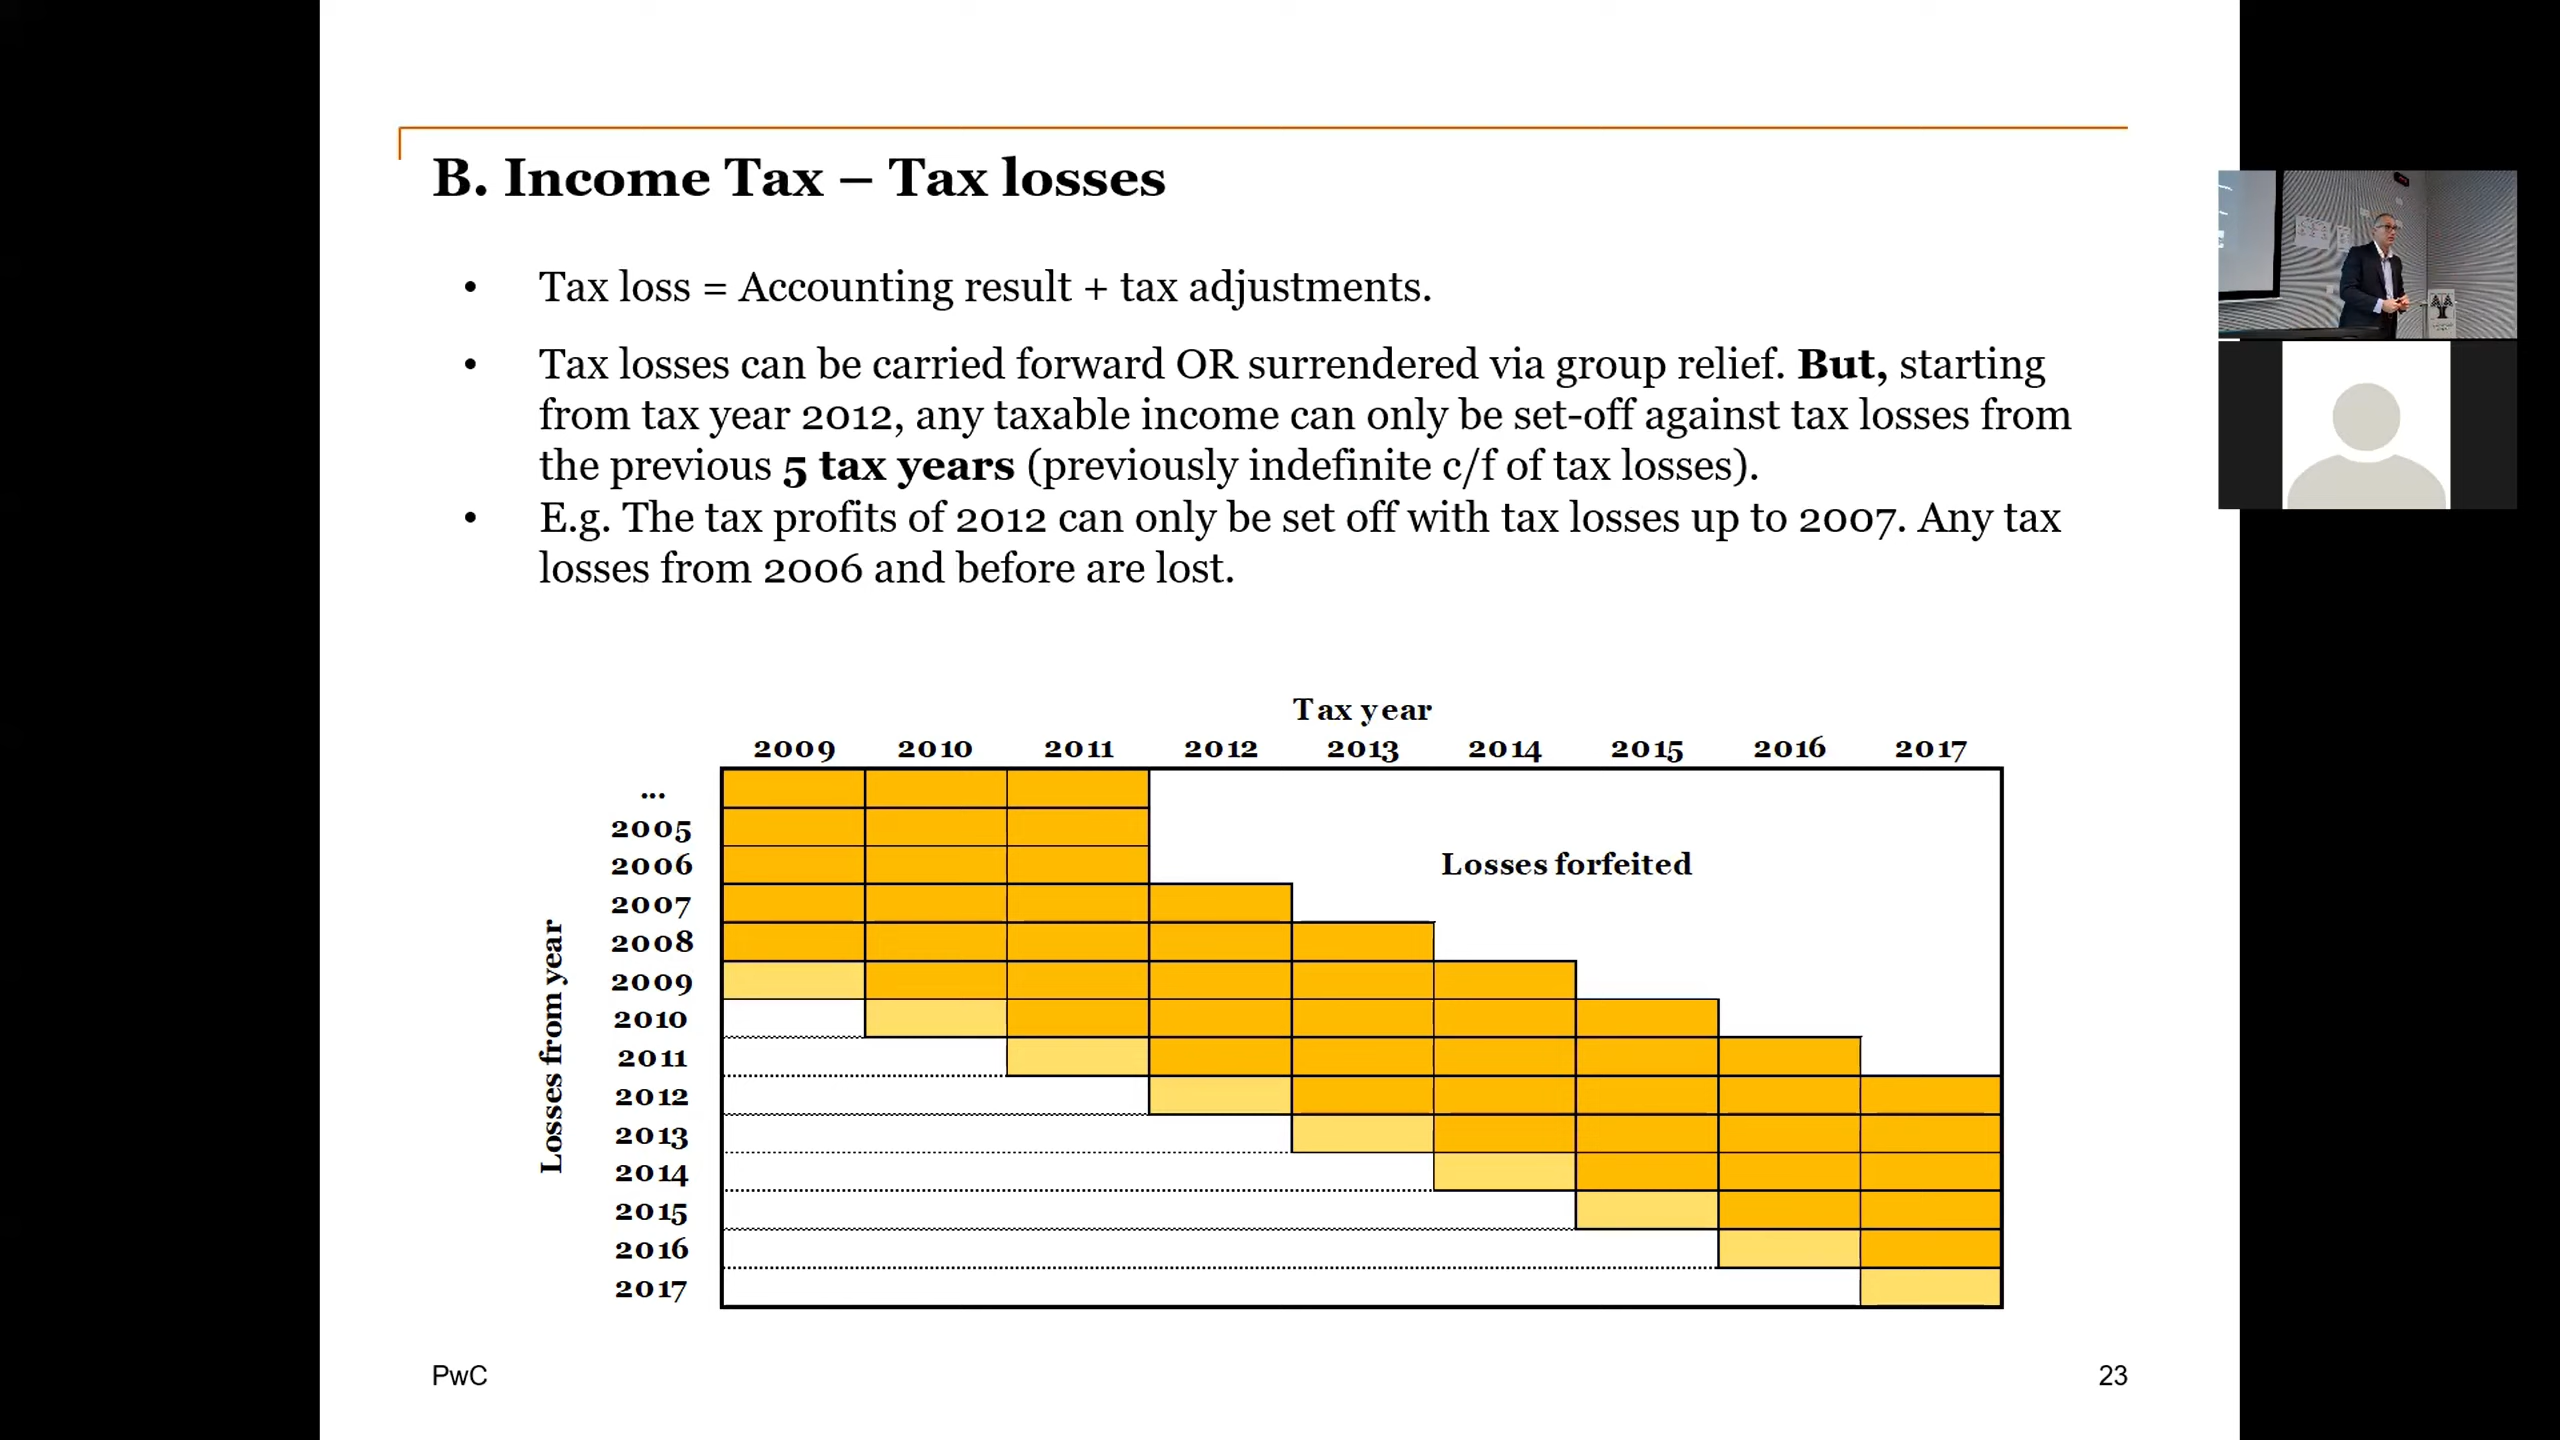 B. Income Tax – Tax losses
• Tax loss = Accounting result + tax adjustments.
• Tax losses can be carried forward OR surrendered via group relief. But, starting
from tax year 2012, any taxable income can only be set-off against tax losses from
the previous 5 tax years (previously indefinite c/f of tax losses).
• E.g. The tax profits of 2012 can only be set off with tax losses up to 2007. Any tax
losses from 2006 and before are lost.
Tax year
2009 2010 2011 2012 2013 2014 2015 2016 2017
Losses from year
...
2005
2006
Losses forfeited
2007
2008
2009
2010
2011
2012
2013
2014
2015
2016
2017
PwC
23